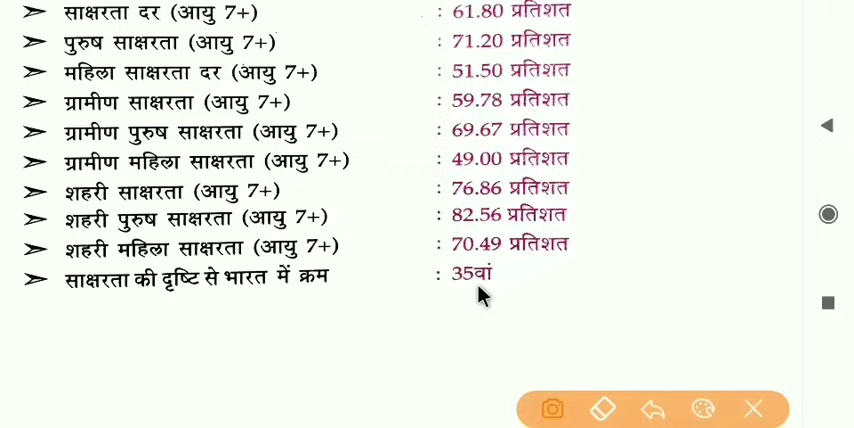 ➢ साक्षरता दर (आयु 7+) : 61.80 प्रतिशत
➢ पुरुष साक्षरता (आयु 7+) : 71.20 प्रतिशत
➢ महिला साक्षरता दर (आयु 7+) : 51.50 प्रतिशत
➢ ग्रामीण साक्षरता (आयु 7+) : 59.78 प्रतिशत
➢ ग्रामीण पुरुष साक्षरता (आयु 7+) : 69.67 प्रतिशत
➢ ग्रामीण महिला साक्षरता (आयु 7+) : 49.00 प्रतिशत
➢ शहरी साक्षरता (आयु 7+) : 76.86 प्रतिशत
➢ शहरी पुरुष साक्षरता (आयु 7+) : 82.56 प्रतिशत
➢ शहरी महिला साक्षरता (आयु 7+) : 70.49 प्रतिशत
➢ साक्षरता की दृष्टि से भारत में क्रम : 35वां